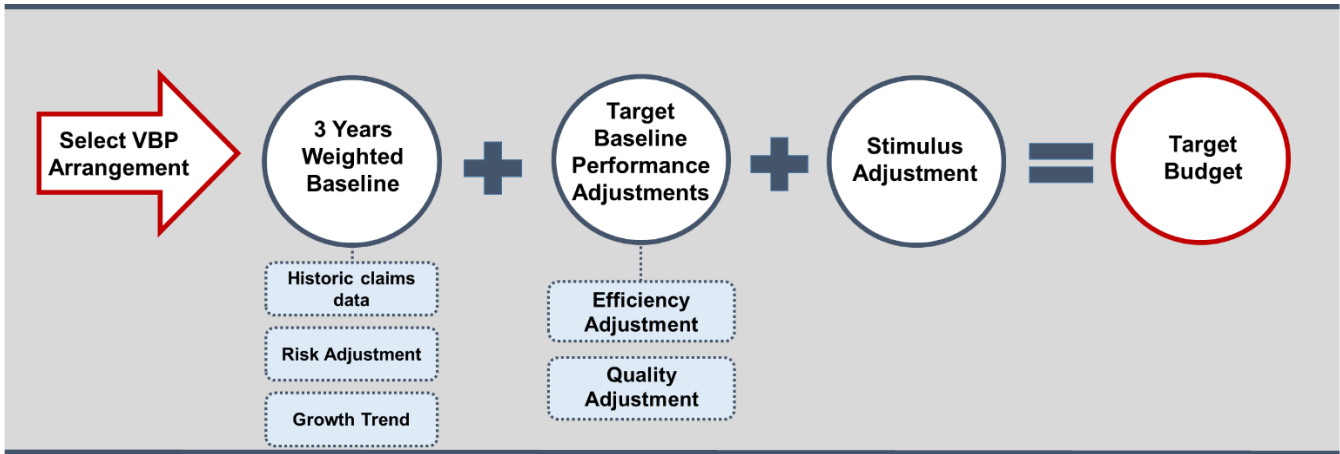 Select VBP
Arrangement
3 Years
Weighted
Baseline
Target
Baseline
Performance
Adjustments
Stimulus
Adjustment
Target
Budget
Historic claims
data
Risk Adjustment
Growth Trend
Efficiency
Adjustment
Quality
Adjustment